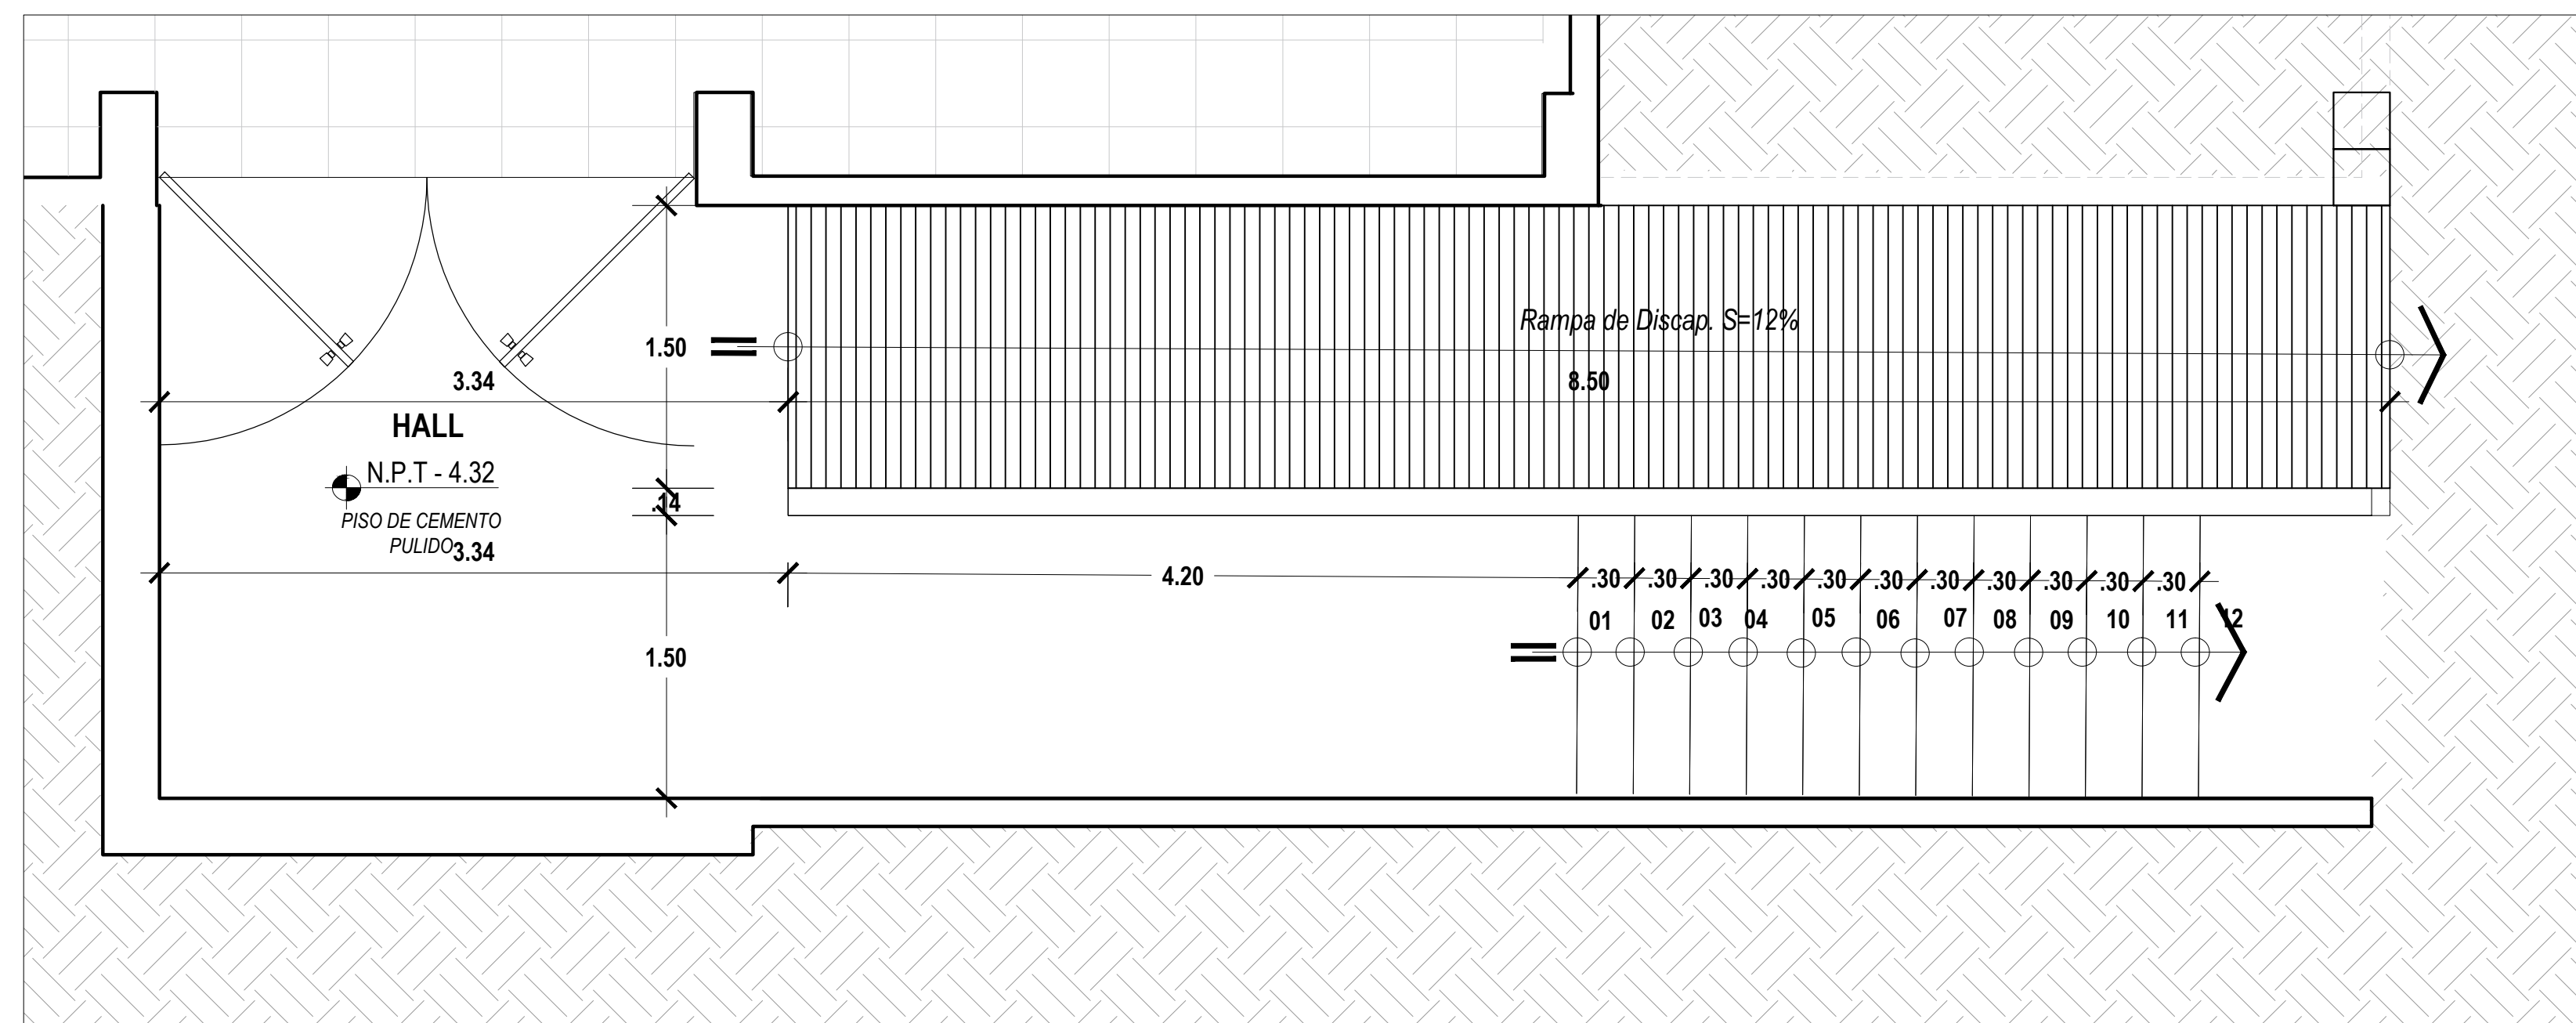 Rampa de Discap. S=12%
1.50
3.34
8.50
HALL
N.P.T - 4.32
.14
PISO DE CEMENTO
PULIDO
3.34
4.20
.30 .30 .30 .30 .30 .30 .30 .30 .30 .30 .30
01 02 03 04 05 06 07 08 09 10 11 12
1.50